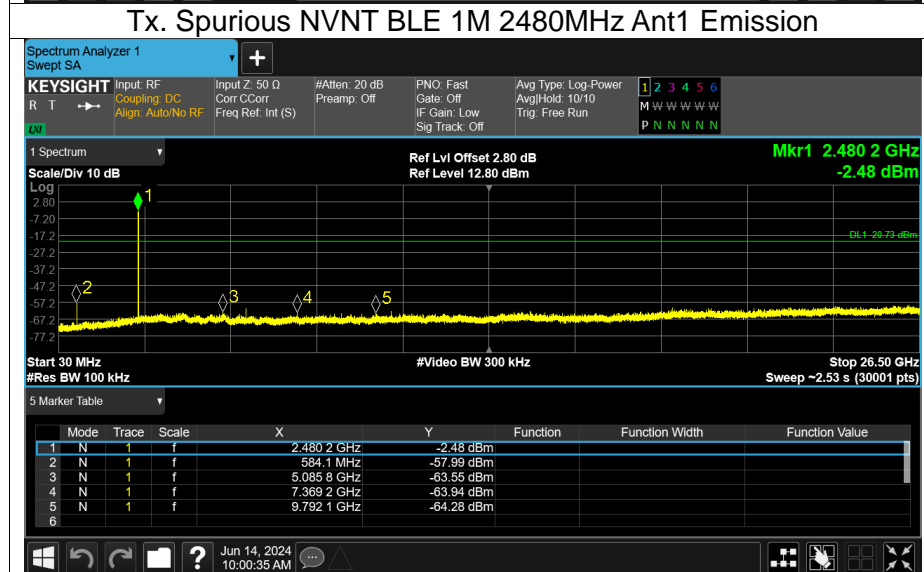 Tx. Spurious NVNT BLE 1M 2480MHz Ant1 Emission
Spectrum Analyzer 1
Swept SA
+
KEYSIGHT Input: RF Input Z: 50 Ω #Atten: 20 dB PNO: Fast Avg Type: Log-Power 1 2 3 4 5 6
R T Coupling: DC Corr CCorr Preamp: Off Gate: Off Avg|Hold: 10/10 M W W W W W
Align: Auto/No RF Freq Ref: Int (S) IF Gain: Low Trig: Free Run
LXI Sig Track: Off P N N N N N
1 Spectrum Ref Lvl Offset 2.80 dB Mkr1 2.480 2 GHz
Scale/Div 10 dB Ref Level 12.80 dBm -2.48 dBm
Log
1
2.80
-7.20
-17.2 DL1 -20.73 dBm
-27.2
-37.2
-47.2 2
-57.2 3 4 5
-67.2
-77.2
Start 30 MHz #Video BW 300 kHz Stop 26.50 GHz
#Res BW 100 kHz Sweep ~2.53 s (30001 pts)
5 Marker Table
Mode Trace Scale X Y Function Function Width Function Value
1 N 1 f 2.480 2 GHz -2.48 dBm
2 N 1 f 584.1 MHz -57.99 dBm
3 N 1 f 5.085 8 GHz -63.55 dBm
4 N 1 f 7.369 2 GHz -63.94 dBm
5 N 1 f 9.792 1 GHz -64.28 dBm
6
? Jun 14, 2024
10:00:35 AM